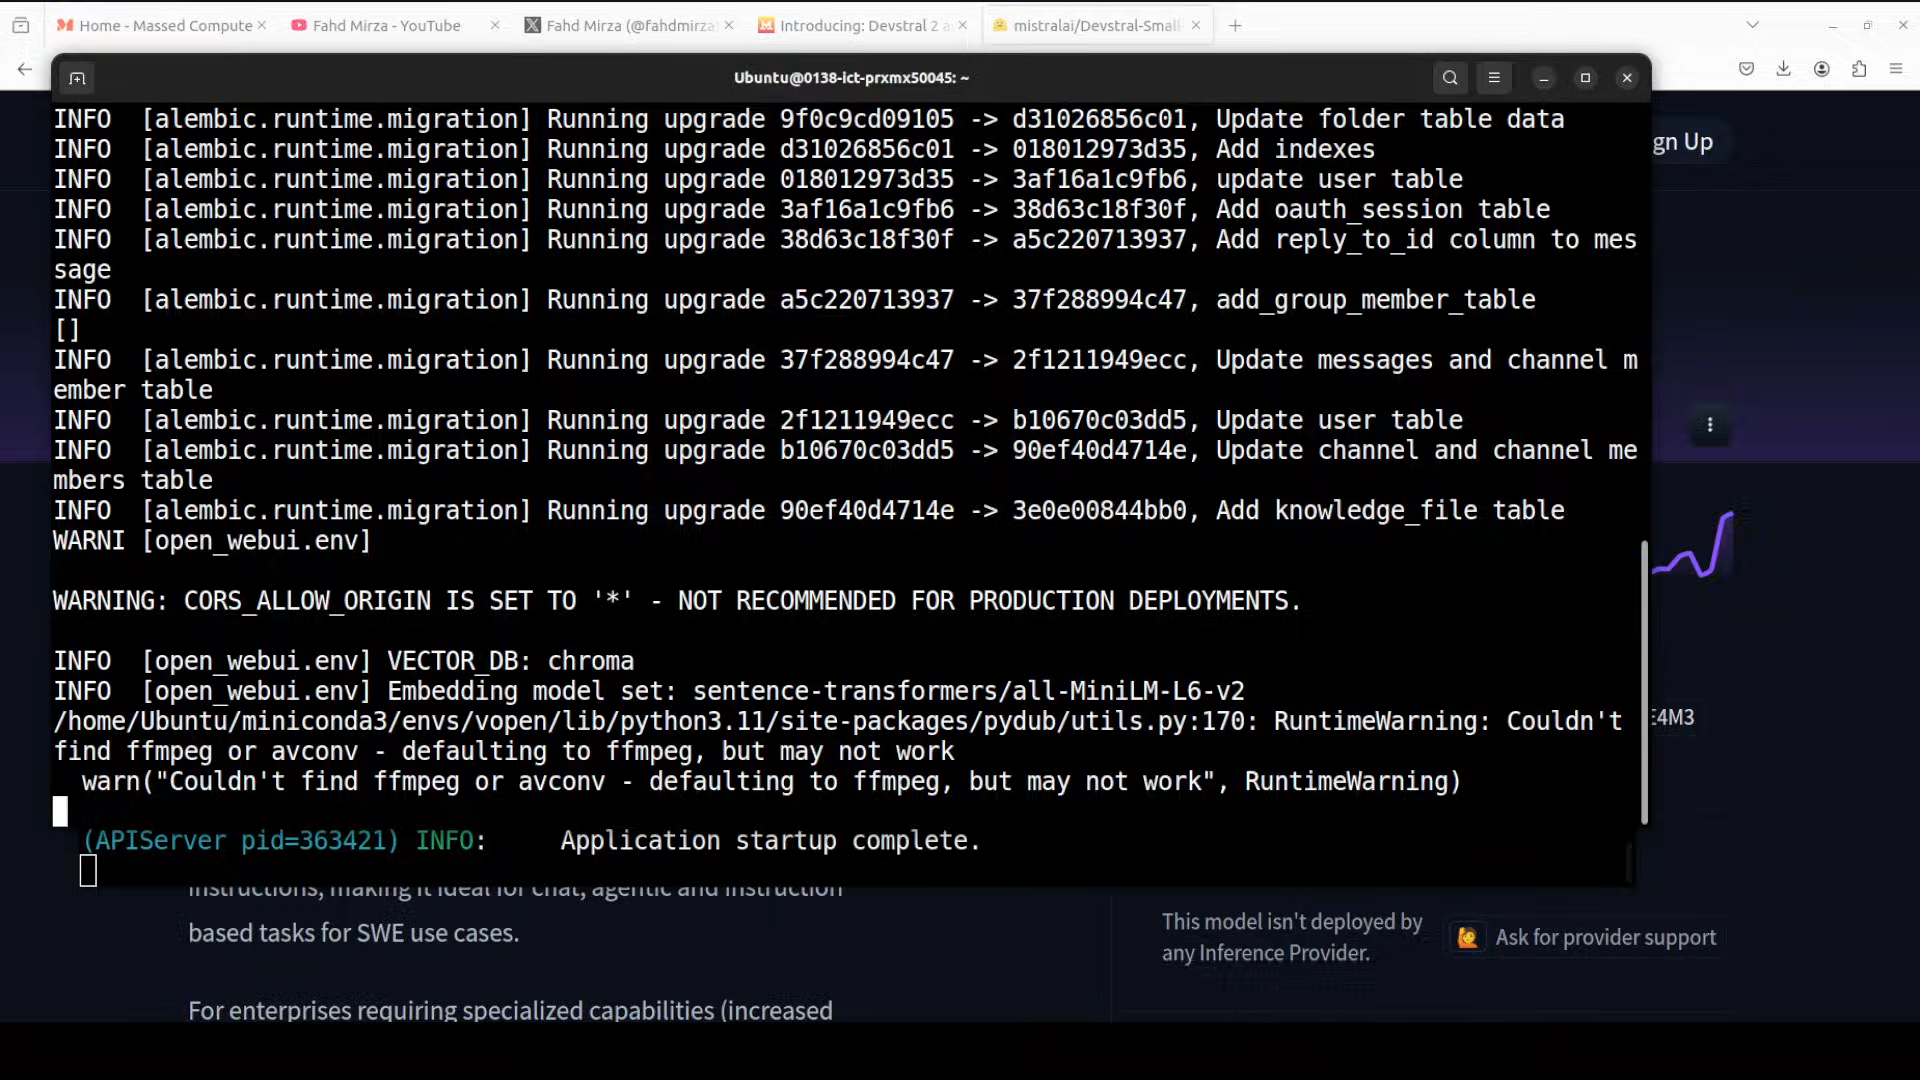 Home - Massed Compute
Fahd Mirza - YouTube
Fahd Mirza (@fahdmirza
Introducing: Devstral 2 a
mistralai/Devstral-Small-
Ubuntu@0138-ict-prxmx50045: ~
INFO  [alembic.runtime.migration] Running upgrade 9f0c9cd09105 -> d31026856c01, Update folder table data
INFO  [alembic.runtime.migration] Running upgrade d31026856c01 -> 018012973d35, Add indexes
INFO  [alembic.runtime.migration] Running upgrade 018012973d35 -> 3af16a1c9fb6, update user table
INFO  [alembic.runtime.migration] Running upgrade 3af16a1c9fb6 -> 38d63c18f30f, Add oauth_session table
INFO  [alembic.runtime.migration] Running upgrade 38d63c18f30f -> a5c220713937, Add reply_to_id column to mes
sage
INFO  [alembic.runtime.migration] Running upgrade a5c220713937 -> 37f288994c47, add_group_member_table
[]
INFO  [alembic.runtime.migration] Running upgrade 37f288994c47 -> 2f1211949ecc, Update messages and channel m
ember table
INFO  [alembic.runtime.migration] Running upgrade 2f1211949ecc -> b10670c03dd5, Update user table
INFO  [alembic.runtime.migration] Running upgrade b10670c03dd5 -> 90ef40d4714e, Update channel and channel me
mbers table
INFO  [alembic.runtime.migration] Running upgrade 90ef40d4714e -> 3e0e00844bb0, Add knowledge_file table
WARNI [open_webui.env]
WARNING: CORS_ALLOW_ORIGIN IS SET TO '*' - NOT RECOMMENDED FOR PRODUCTION DEPLOYMENTS.
INFO  [open_webui.env] VECTOR_DB: chroma
INFO  [open_webui.env] Embedding model set: sentence-transformers/all-MiniLM-L6-v2
/home/Ubuntu/miniconda3/envs/vopen/lib/python3.11/site-packages/pydub/utils.py:170: RuntimeWarning: Couldn't
find ffmpeg or avconv - defaulting to ffmpeg, but may not work
  warn("Couldn't find ffmpeg or avconv - defaulting to ffmpeg, but may not work", RuntimeWarning)
(APIServer pid=363421) INFO:     Application startup complete.
gn Up
E4M3
instructions, making it ideal for chat, agentic and instruction
based tasks for SWE use cases.
For enterprises requiring specialized capabilities (increased
This model isn't deployed by
any Inference Provider.
Ask for provider support